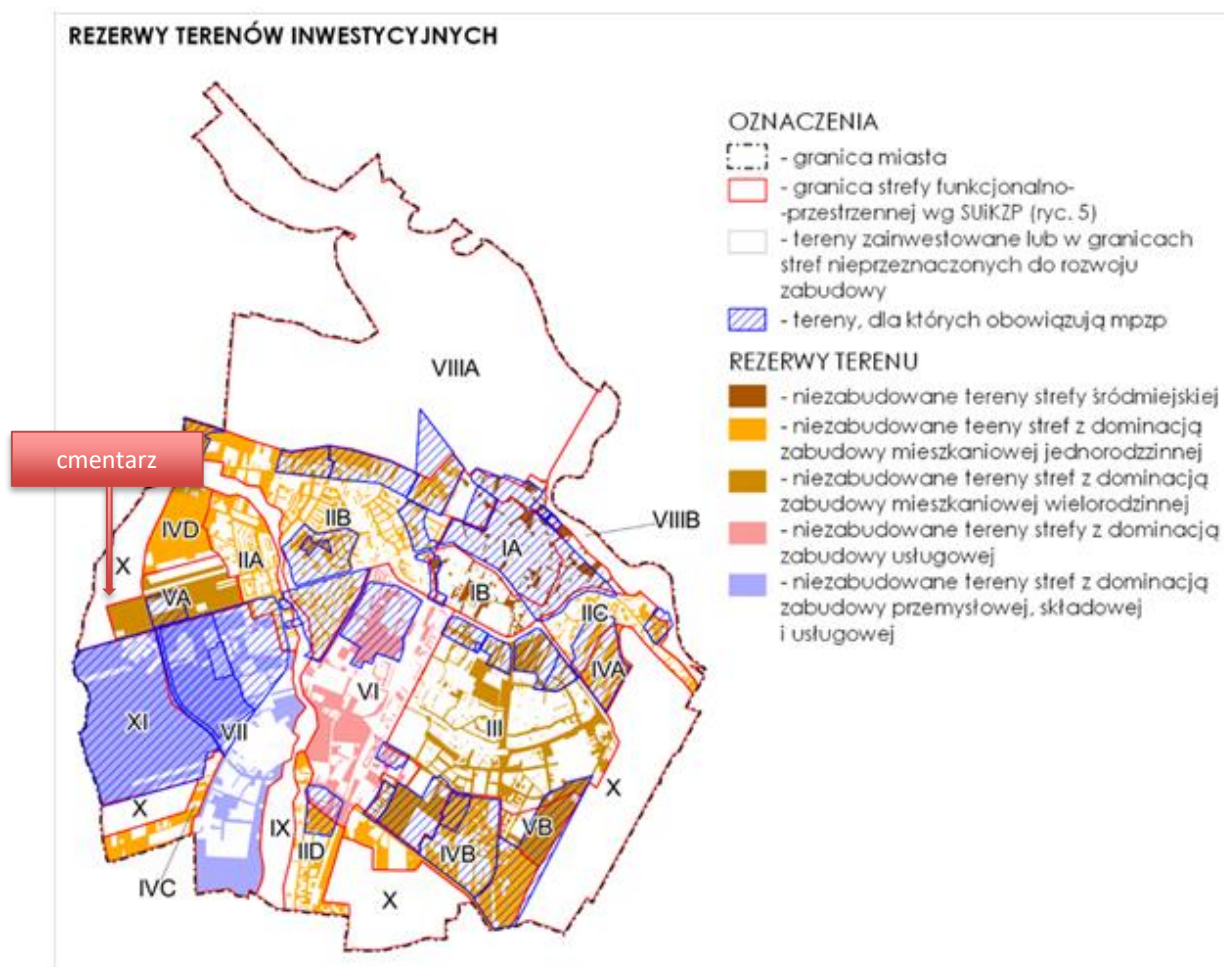 REZERWY TERENÓW INWESTYCYJNYCH
OZNACZENIA
- granica miasta
- granica strefy funkcjonalno-
-przestrzennej wg SUiKZP (ryc. 5)
- tereny zainwestowane lub w granicach
stref nieprzeznaczonych do rozwoju
zabudowy
- tereny, dla których obowiązują mpzp
REZERWY TERENU
- niezabudowane tereny strefy śródmiejskiej
- niezabudowane teeny stref z dominacją
zabudowy mieszkaniowej jednorodzinnej
- niezabudowane tereny stref z dominacją
zabudowy mieszkaniowej wielorodzinnej
- niezabudowane tereny strefy z dominacją
zabudowy usługowej
- niezabudowane tereny stref z dominacją
zabudowy przemysłowej, składowej
i usługowej
VIIIA
cmentarz
IVD
IIB
VIIIB
IA
X
IIA
VA
IB
IIC
IVA
VI
XI
VII
III
X
X
IX
VB
IID
IVB
IVC
X